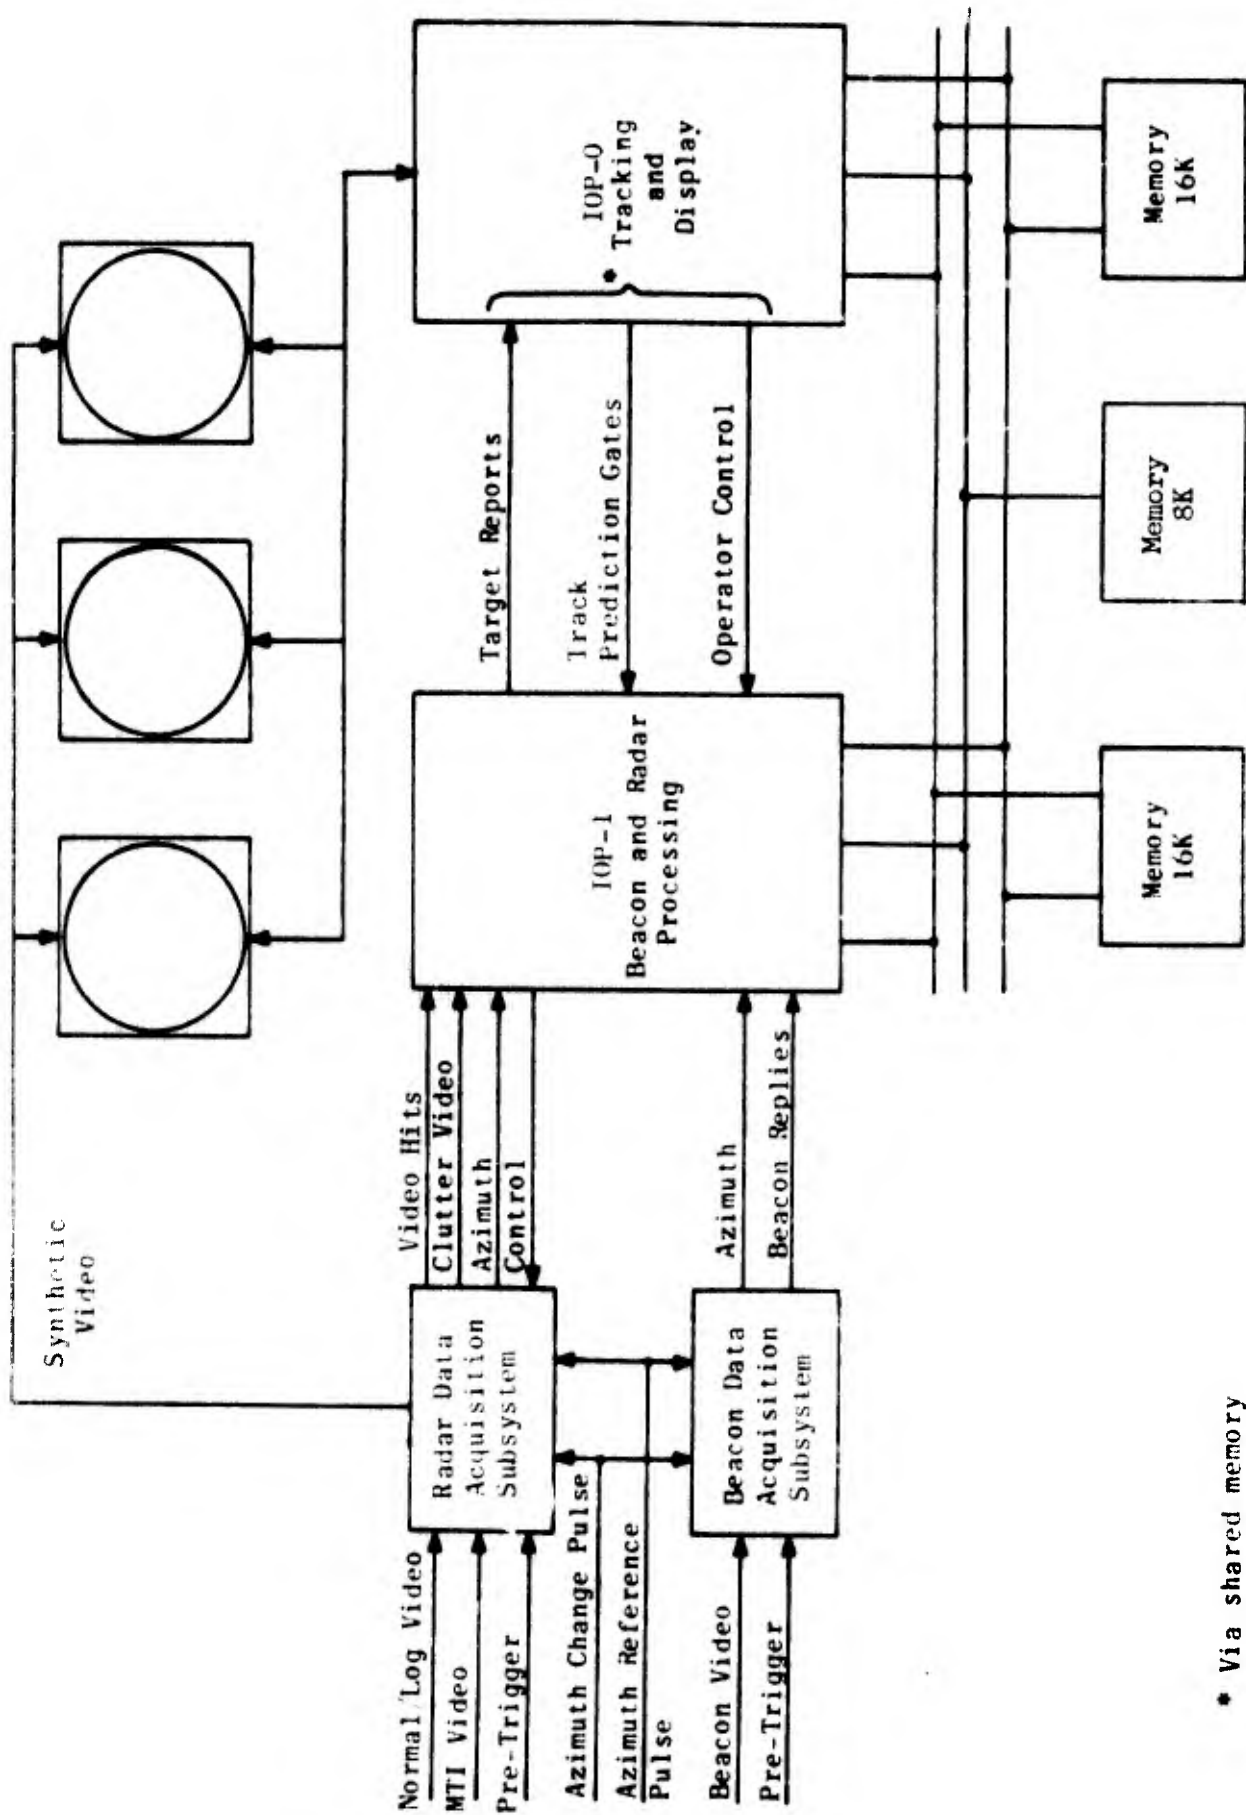 Synthetic
Video
Normal/Log Video
MTI Video
Pre-Trigger
Azimuth Change Pulse
Azimuth Reference
Pulse
Beacon Video
Pre-Trigger
Radar Data
Acquisition
Subsystem
Beacon Data
Acquisition
Subsystem
Video Hits
Clutter Video
Azimuth
Control
Azimuth
Beacon Replies
IOP-1
Beacon and Radar
Processing
Target Reports
Track
Prediction Gates
Operator Control
IOP-0
* Tracking
and
Display
Memory
16K
Memory
8K
Memory
16K
* Via shared memory